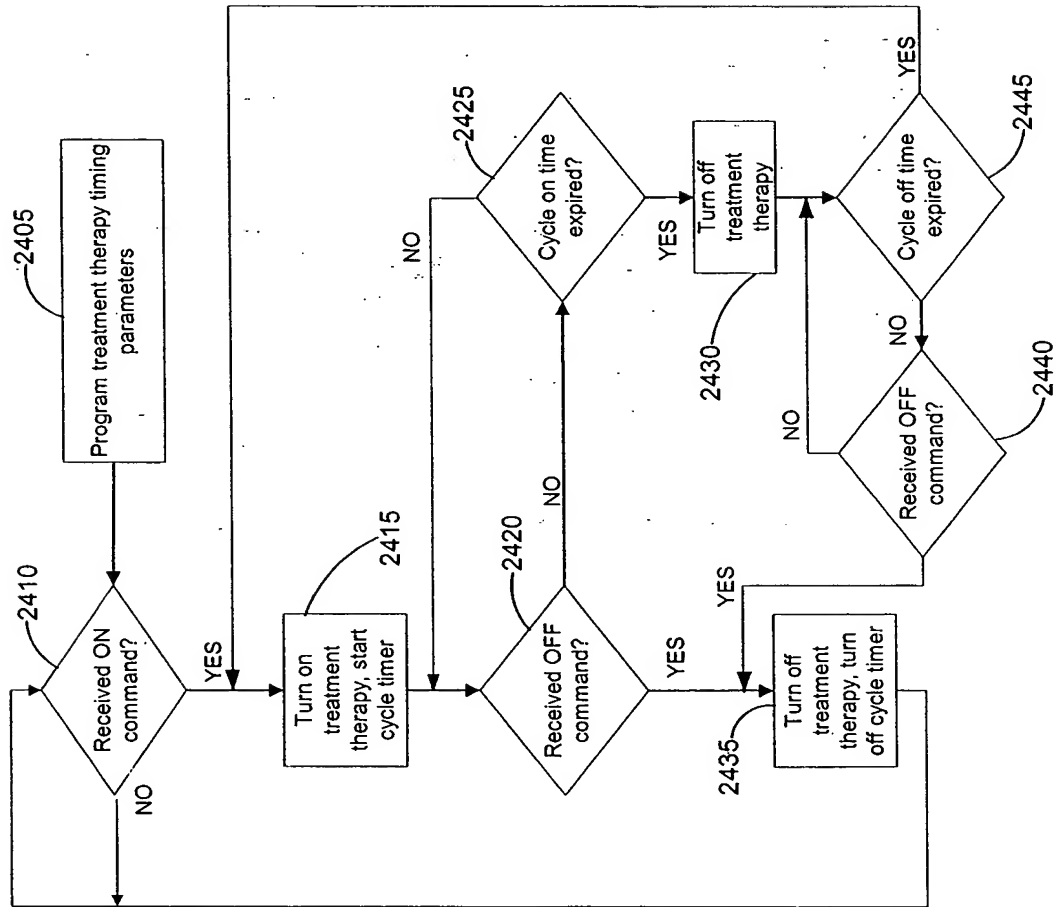 2405
Program treatment therapy timing
parameters
2410
Received ON
command?
YES
NO
2415
Turn on
treatment
therapy, start
cycle timer
2420
Received OFF
command?
NO
YES
2425
Cycle on time
expired?
NO
YES
2430
Turn off
treatment
therapy
2435
Turn off
treatment
therapy, turn
off cycle timer
2440
Received OFF
command?
NO
YES
2445
Cycle off time
expired?
NO
YES